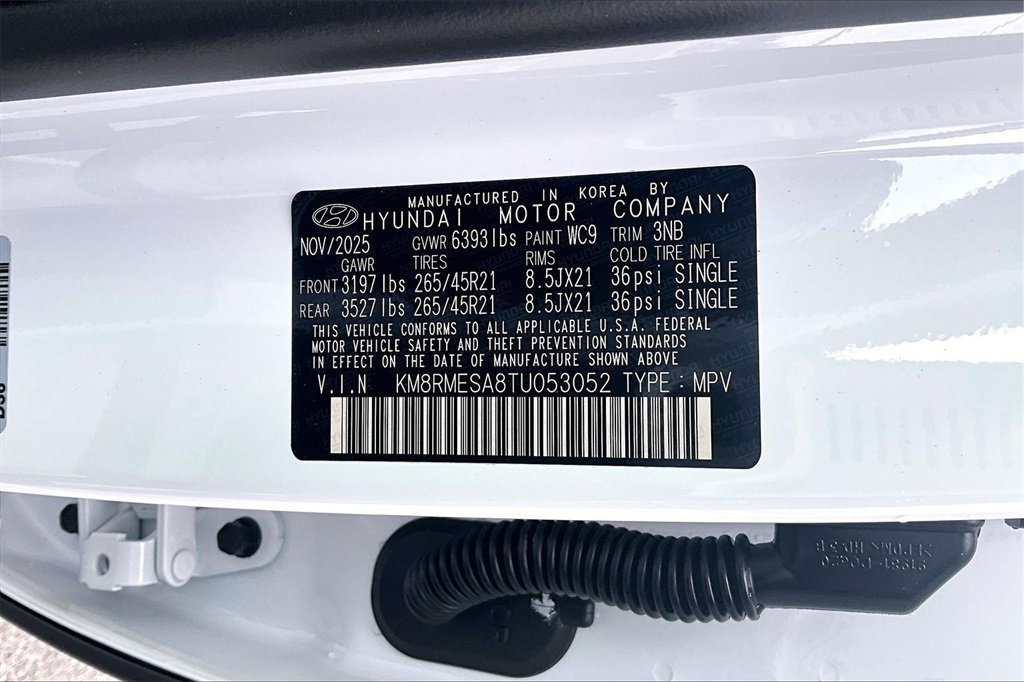 MANUFACTURED IN KOREA BY
HYUNDAI MOTOR COMPANY
NOV/2025 GVWR 6393lbs PAINT WC9 TRIM 3NB
GAWR TIRES RIMS COLD TIRE INFL
FRONT 3197lbs 265/45R21 8.5JX21 36psi SINGLE
REAR 3527lbs 265/45R21 8.5JX21 36psi SINGLE
THIS VEHICLE CONFORMS TO ALL APPLICABLE U.S.A. FEDERAL
MOTOR VEHICLE SAFETY AND THEFT PREVENTION STANDARDS
IN EFFECT ON THE DATE OF MANUFACTURE SHOWN ABOVE
V.I.N KM8RMESA8TU053052 TYPE : MPV